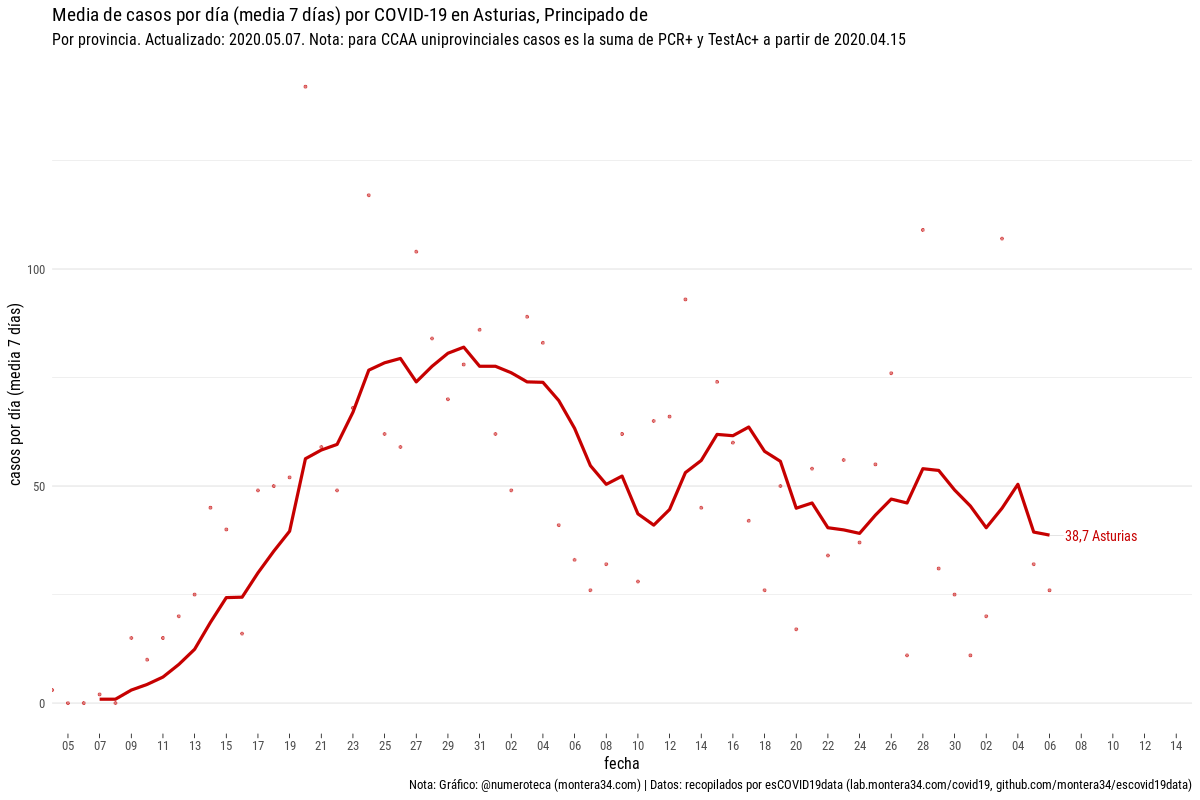 Media de casos por día (media 7 días) por COVID-19 en Asturias, Principado de
Por provincia. Actualizado: 2020.05.07. Nota: para CCAA uniprovinciales casos es la suma de PCR+ y TestAc+ a partir de 2020.04.15
casos por día (media 7 días)
100
50
0
38,7 Asturias
05 07 09 11 13 15 17 19 21 23 25 27 29 31 02 04 06 08 10 12 14 16 18 20 22 24 26 28 30 02 04 06 08 10 12 14
fecha
Nota: Gráfico: @numeroteca (montera34.com) | Datos: recopilados por esCOVID19data (lab.montera34.com/covid19, github.com/montera34/escovid19data)